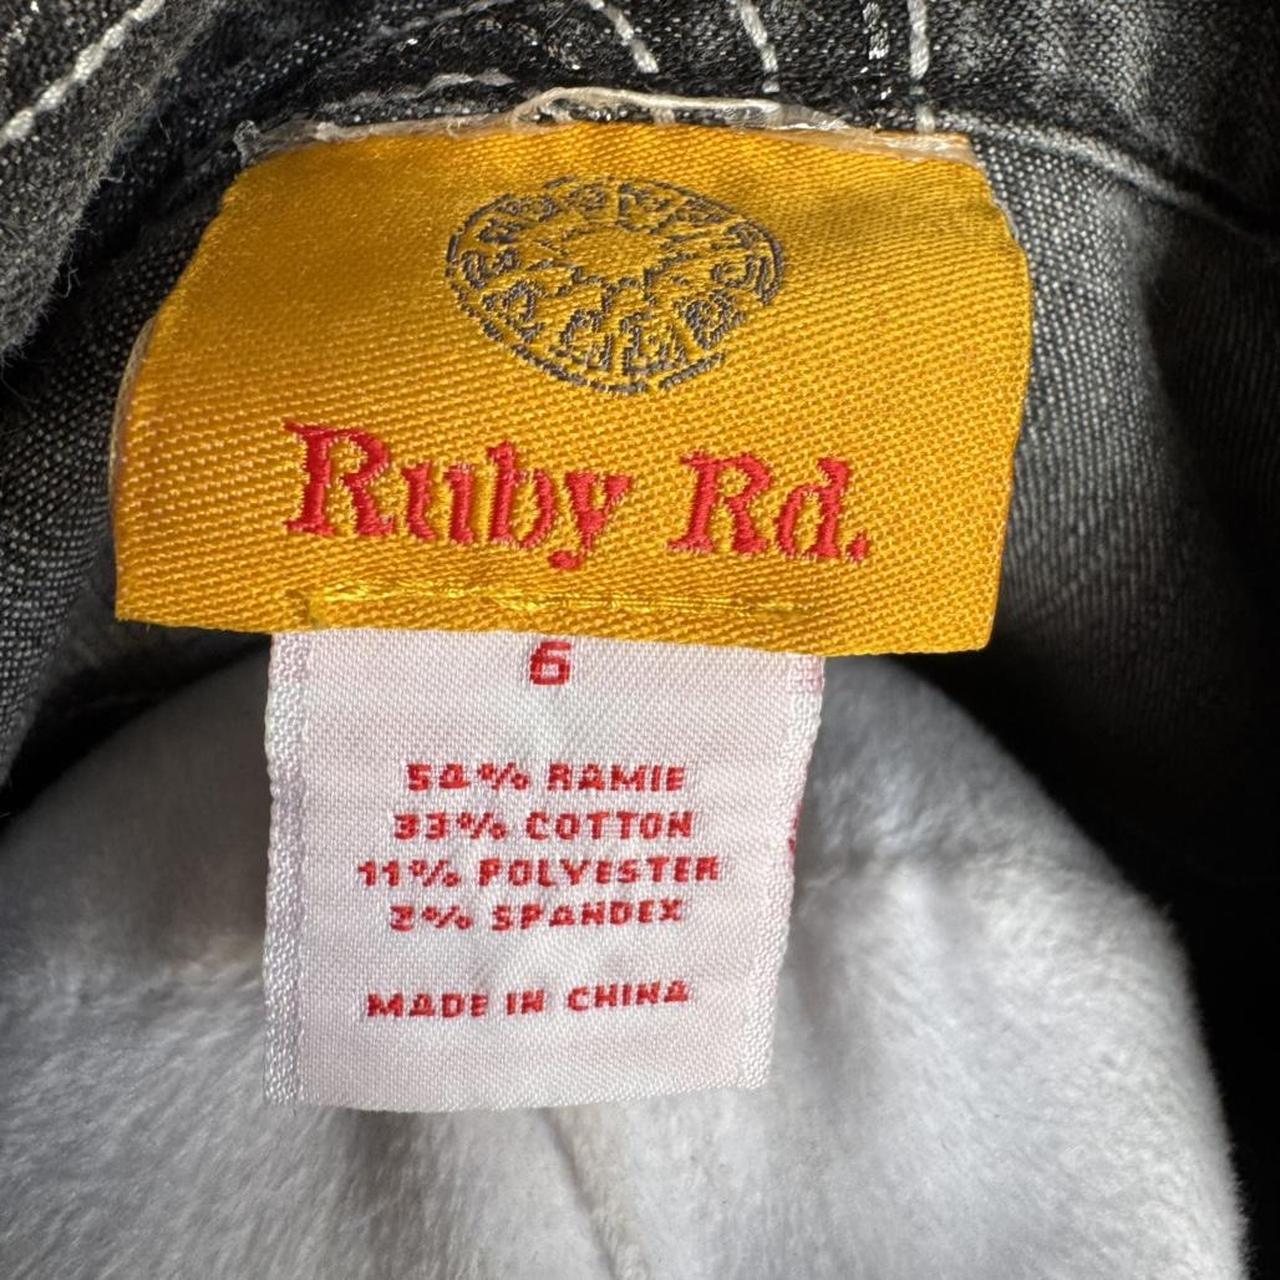 Ruby Rd.
6
54% RAMIE
33% COTTON
11% POLYESTER
2% SPANDEX
MADE IN CHINA